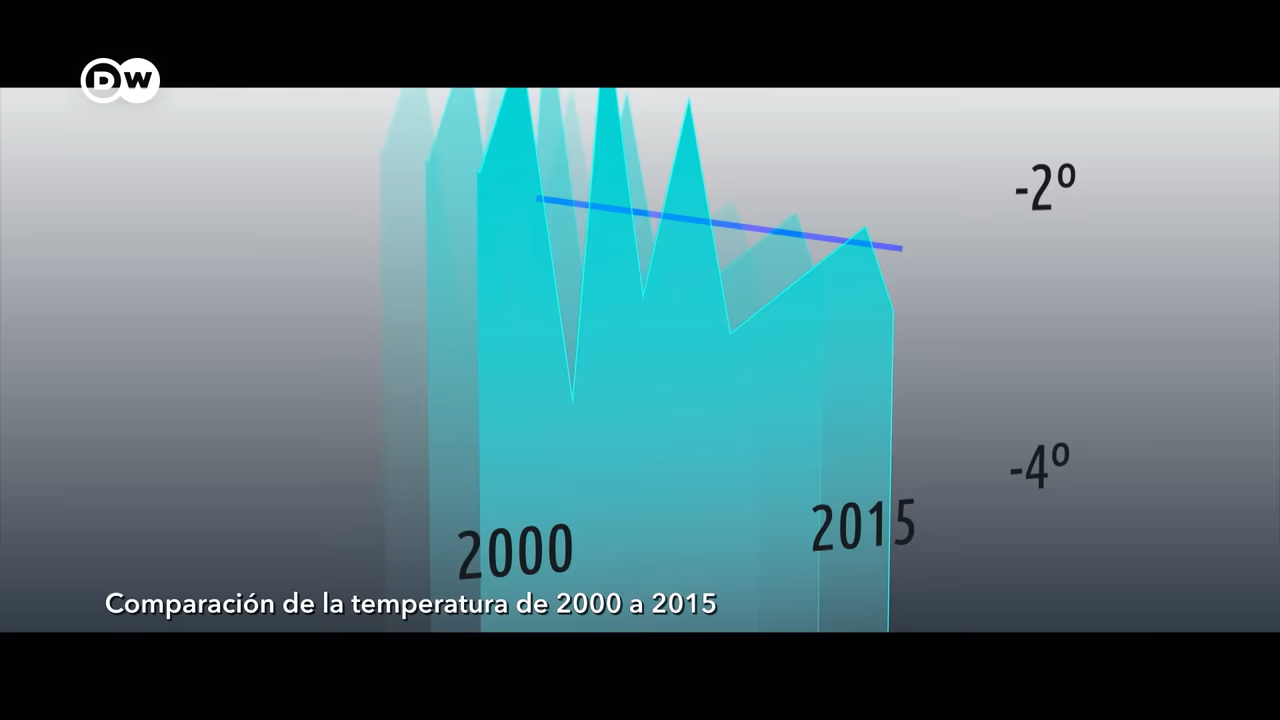 DW
-2º
-4º
2000
2015
Comparación de la temperatura de 2000 a 2015